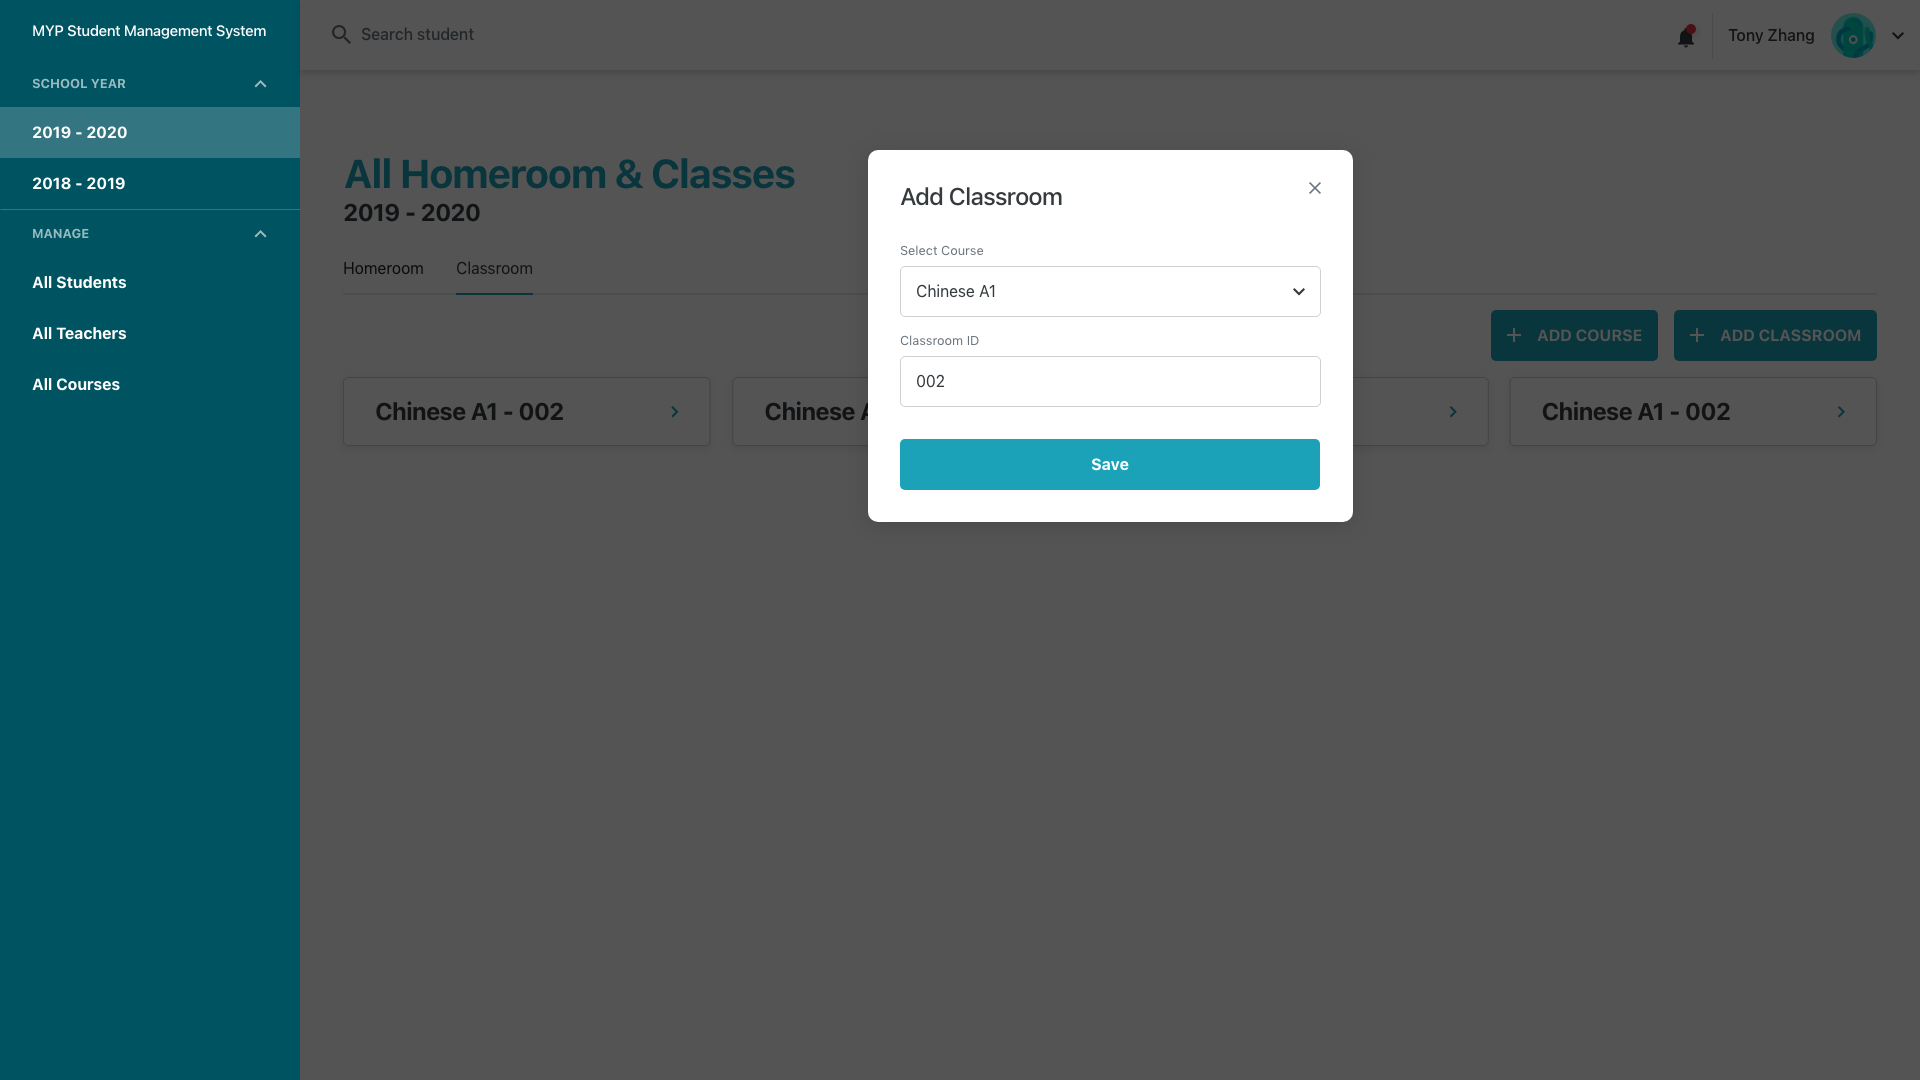 MYP Student Management System
SCHOOL YEAR
2019 - 2020
2018 - 2019
MANAGE
All Students
All Teachers
All Courses
Search student
Tony Zhang
All Homeroom & Classes
2019 - 2020
Homeroom
Classroom
ADD COURSE
ADD CLASSROOM
Chinese A1 - 002
Chinese
Chinese A1 - 002
Add Classroom
Select Course
Chinese A1
Classroom ID
002
Save